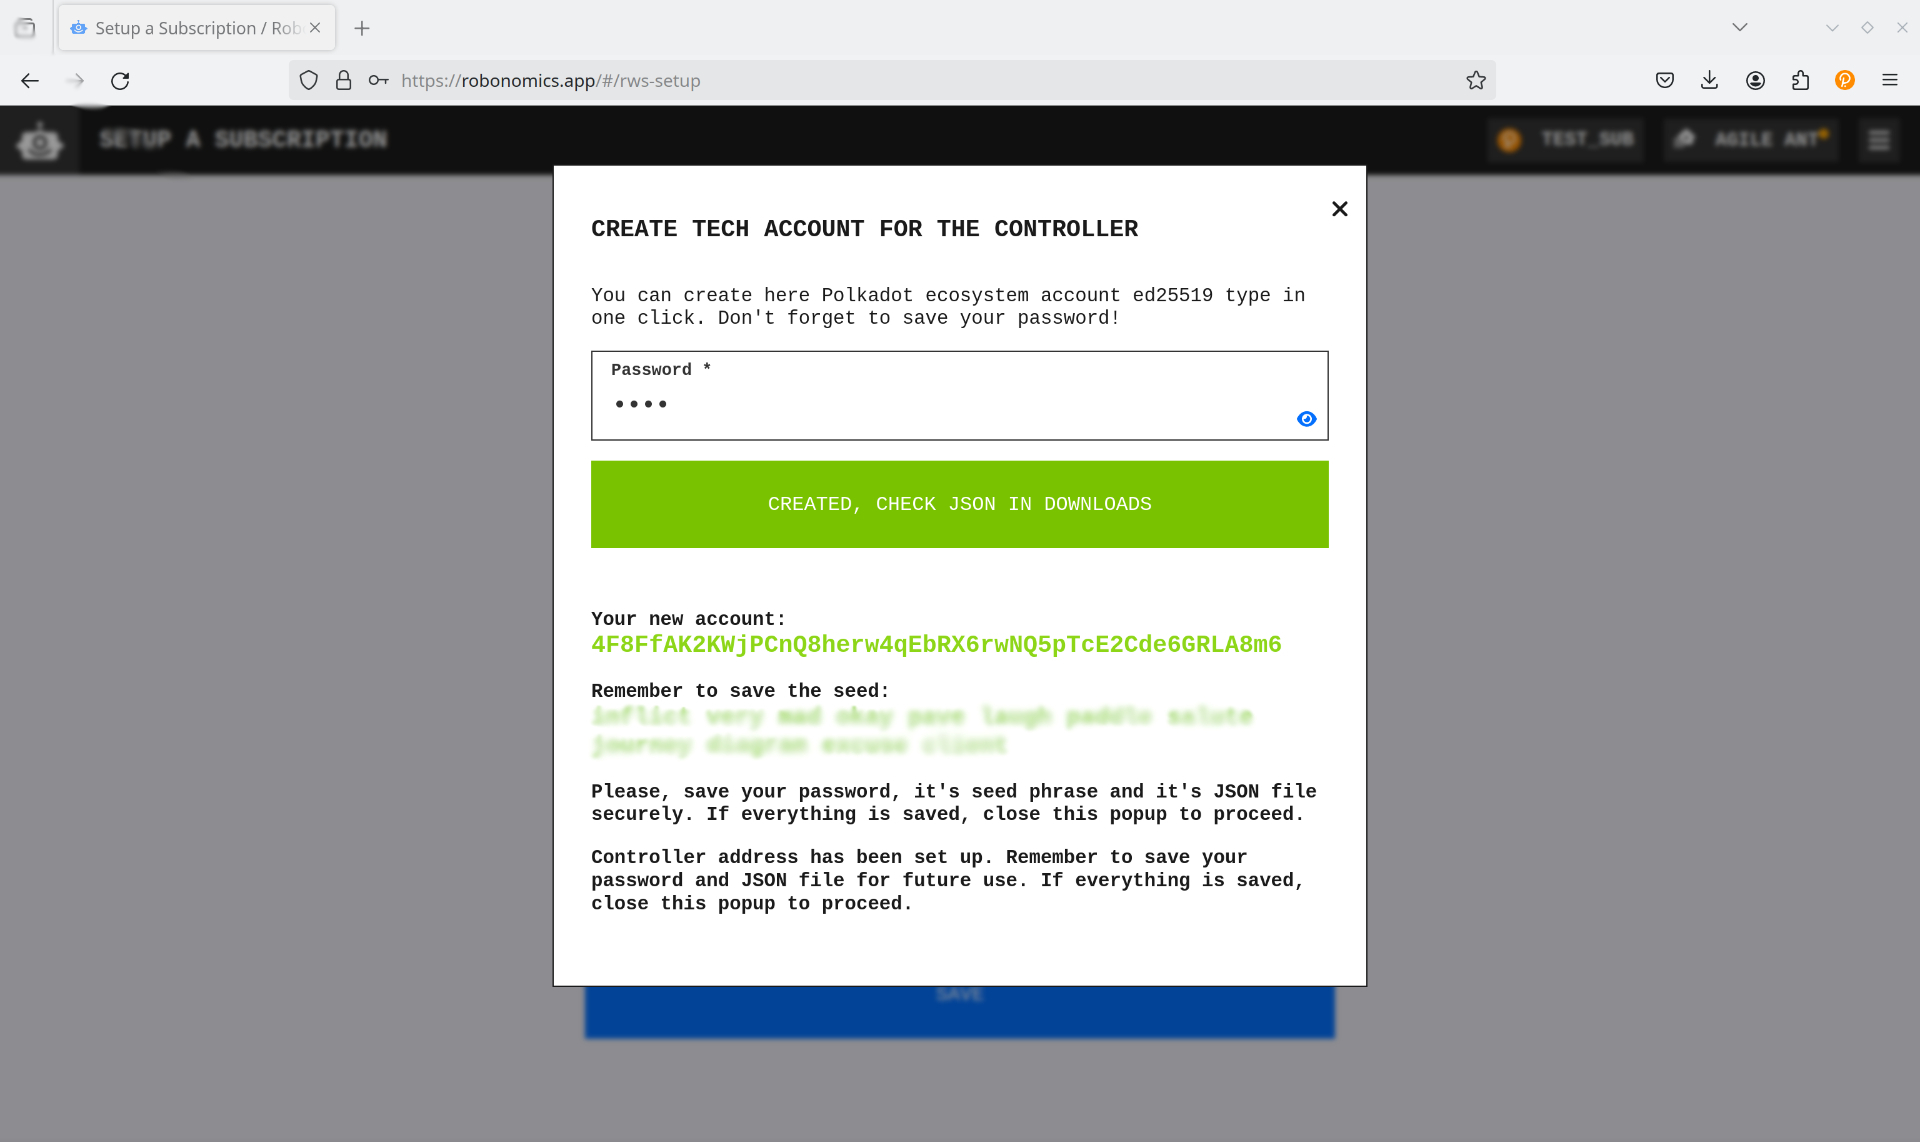 Setup a Subscription / Rob
https://robonomics.app/#/rws-setup
SETUP A SUBSCRIPTION
TEST_SUB
AGILE ANT
CREATE TECH ACCOUNT FOR THE CONTROLLER
You can create here Polkadot ecosystem account ed25519 type in
one click. Don't forget to save your password!
Password *
CREATED, CHECK JSON IN DOWNLOADS
Your new account:
4F8FfAK2KWjPCnQ8herw4qEbRX6rwNQ5pTcE2Cde6GRLA8m6
Remember to save the seed:
Please, save your password, it's seed phrase and it's JSON file
securely. If everything is saved, close this popup to proceed.
Controller address has been set up. Remember to save your
password and JSON file for future use. If everything is saved,
close this popup to proceed.
SAVE